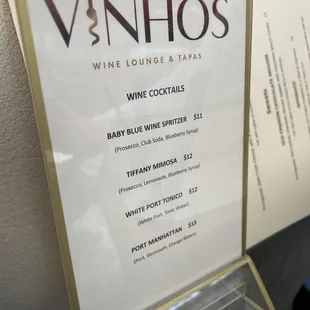 VINHOS
WINE LOUNGE & TAPAS
WINE COCKTAILS
BABY BLUE WINE SPRITZER $11
(Prosecco, Club Soda, Blueberry Syrup)
TIFFANY MIMOSA $12
(Prosecco, Lemonade, Blueberry Syrup)
WHITE PORT TONICO $12
(White Port, Tonic Water)
PORT MANHATTAN $13
(Port, Vermouth, Orange Bitters)